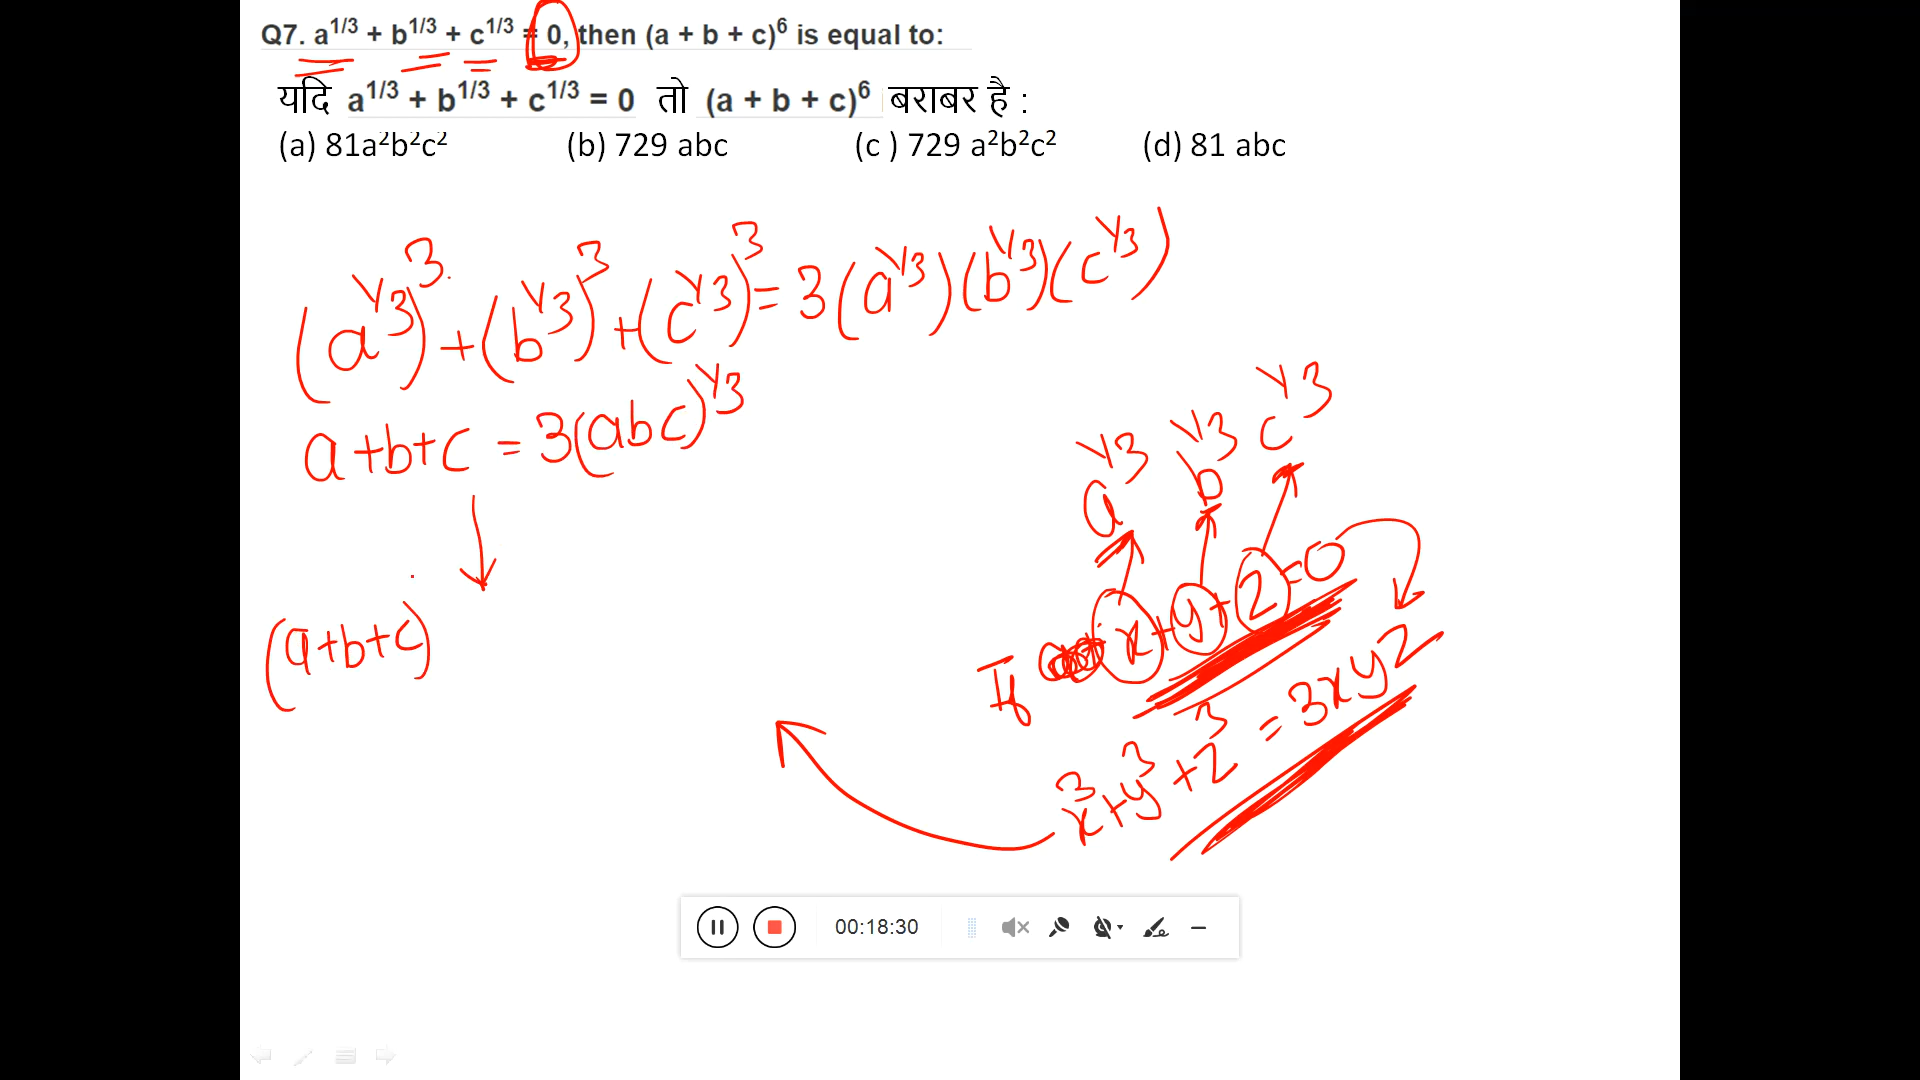 Q7. a^1/3 + b^1/3 + c^1/3 = 0, then (a + b + c)^6 is equal to:
यदि a^1/3 + b^1/3 + c^1/3 = 0 तो (a + b + c)^6 बराबर है :
(a) 81a²b²c² (b) 729 abc (c ) 729 a²b²c² (d) 81 abc
(a^1/3)^3 + (b^1/3)^3 + (c^1/3)^3 = 3(a^1/3)(b^1/3)(c^1/3)
a+b+c = 3(abc)^1/3
(a+b+c)
a^1/3 b^1/3 c^1/3
If x+y+z=0
x³+y³+z³ = 3xyz
00:18:30